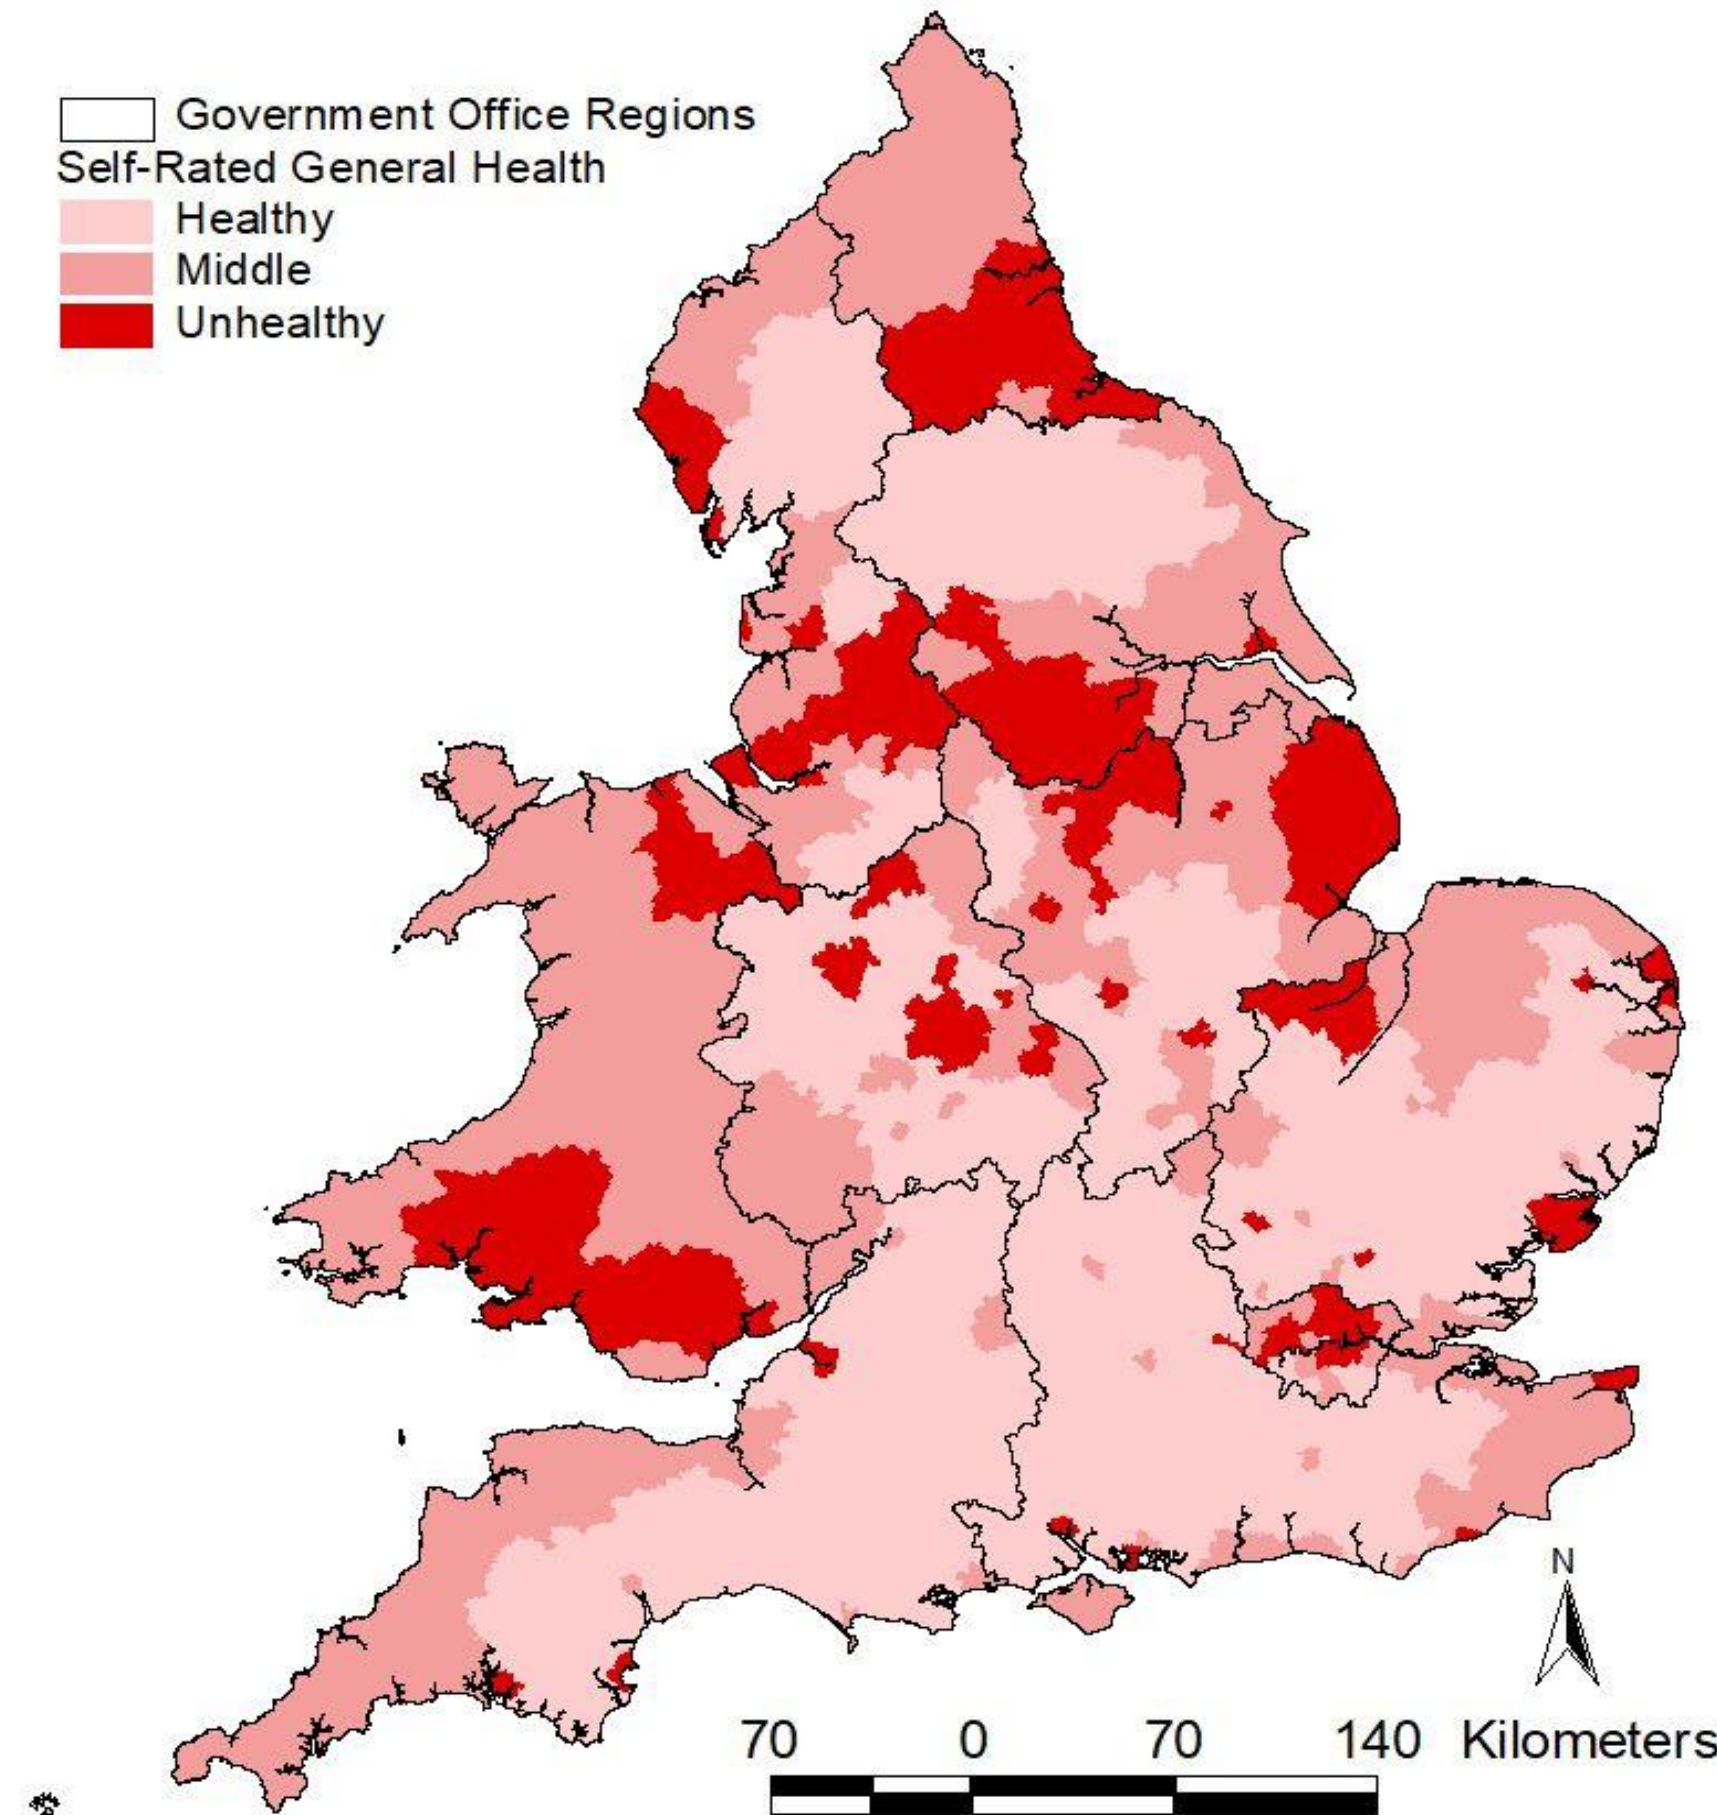 Government Office Regions
Self-Rated General Health
Healthy
Middle
Unhealthy
N
70 0 70 140 Kilometers